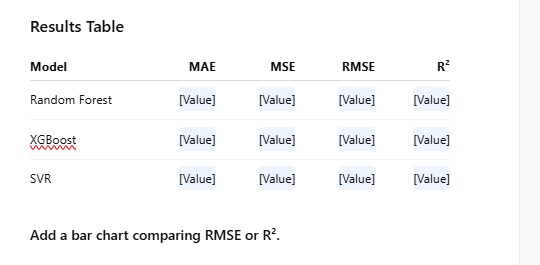 Results Table
Model MAE MSE RMSE R²
Random Forest [Value] [Value] [Value] [Value]
XGBoost [Value] [Value] [Value] [Value]
SVR [Value] [Value] [Value] [Value]
Add a bar chart comparing RMSE or R².